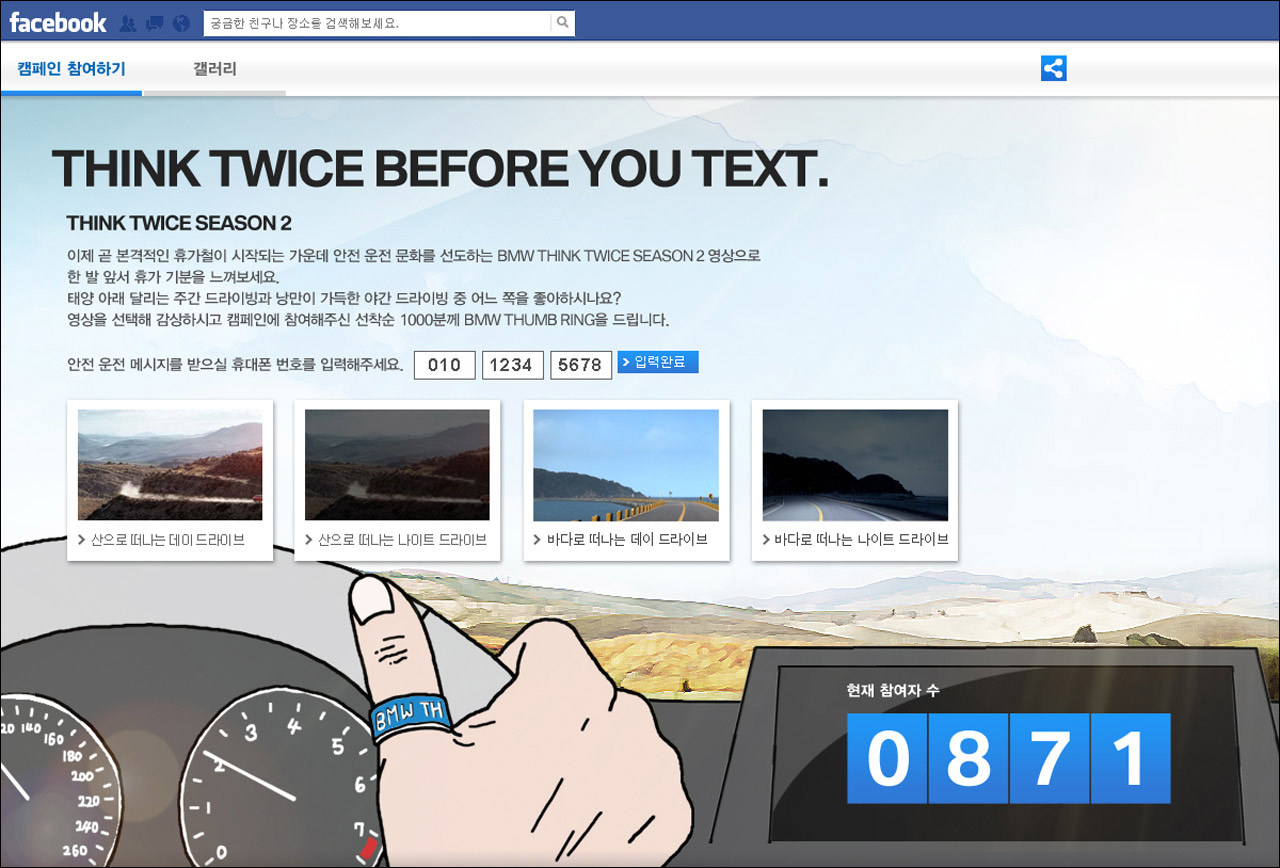 facebook
궁금한 친구나 장소을 검색해보세요.
캠페인 참여하기
갤러리
THINK TWICE BEFORE YOU TEXT.
THINK TWICE SEASON 2
이제 곧 본격적인 휴가철이 시작되는 가운데 안전 운전 문화를 선도하는 BMW THINK TWICE SEASON 2 영상으로
한 발 앞서 휴가 기분을 느껴보세요.
태양 아래 달리는 주간 드라이빙과 낭만이 가득한 야간 드라이빙 중 어느 쪽을 좋아하시나요?
영상을 선택해 감상하시고 캠페인에 참여해주신 선착순 1000분께 BMW THUMB RING을 드립니다.
안전 운전 메시지를 받으실 휴대폰 번호를 입력해주세요. 010 1234 5678 입력완료
산으로 떠나는 데이 드라이브
산으로 떠나는 나이트 드라이브
바다로 떠나는 데이 드라이브
바다로 떠나는 나이트 드라이브
BMW TH
20 140 160 180 200 220 240 260
0 1 2 3 4 5 6 7
현재 참여자 수
0871